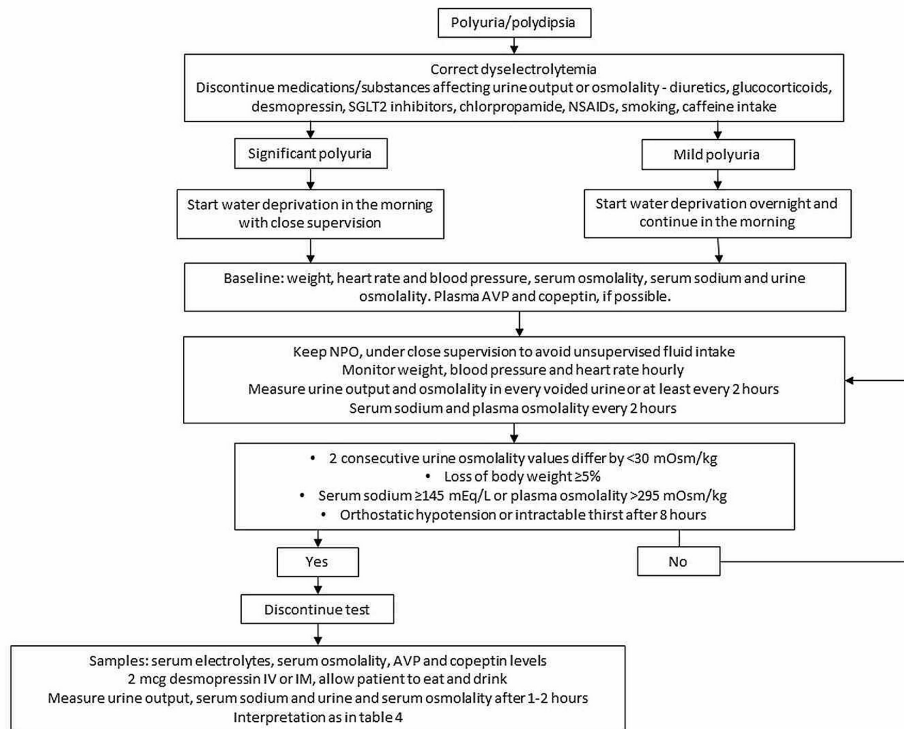 Polyuria/polydipsia
Correct dyselectrolytemia
Discontinue medications/substances affecting urine output or osmolality - diuretics, glucocorticoids,
desmopressin, SGLT2 inhibitors, chlorpropamide, NSAIDs, smoking, caffeine intake
Significant polyuria
Mild polyuria
Start water deprivation in the morning
with close supervision
Start water deprivation overnight and
continue in the morning
Baseline: weight, heart rate and blood pressure, serum osmolality, serum sodium and urine
osmolality. Plasma AVP and copeptin, if possible.
Keep NPO, under close supervision to avoid unsupervised fluid intake
Monitor weight, blood pressure and heart rate hourly
Measure urine output and osmolality in every voided urine or at least every 2 hours
Serum sodium and plasma osmolality every 2 hours
• 2 consecutive urine osmolality values differ by <30 mOsm/kg
• Loss of body weight ≥5%
• Serum sodium ≥145 mEq/L or plasma osmolality >295 mOsm/kg
• Orthostatic hypotension or intractable thirst after 8 hours
Yes
No
Discontinue test
Samples: serum electrolytes, serum osmolality, AVP and copeptin levels
2 mcg desmopressin IV or IM, allow patient to eat and drink
Measure urine output, serum sodium and urine and serum osmolality after 1-2 hours
Interpretation as in table 4